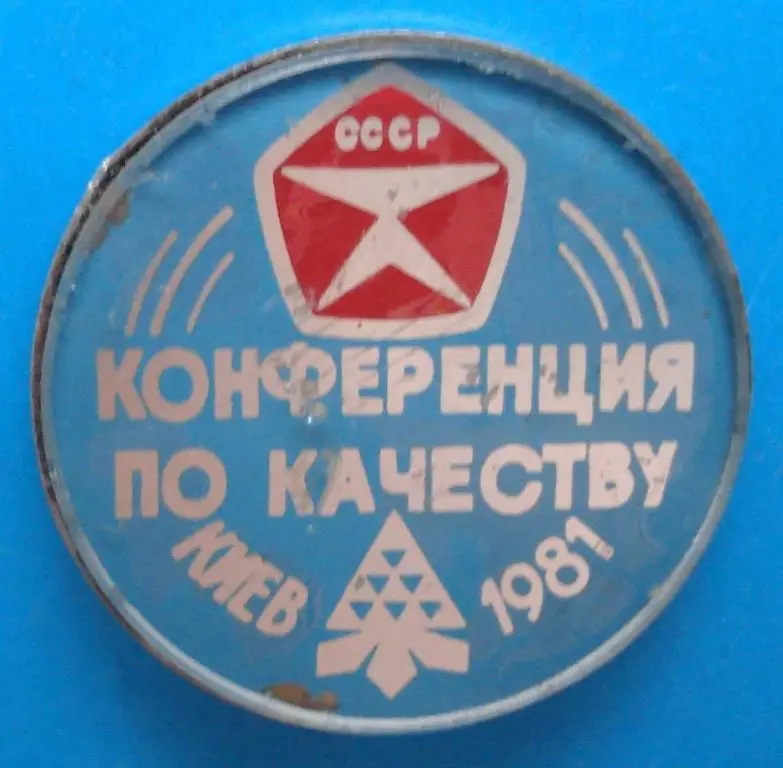 СССР
КОНФЕРЕНЦИЯ
ПО КАЧЕСТВУ
КИЕВ 1981